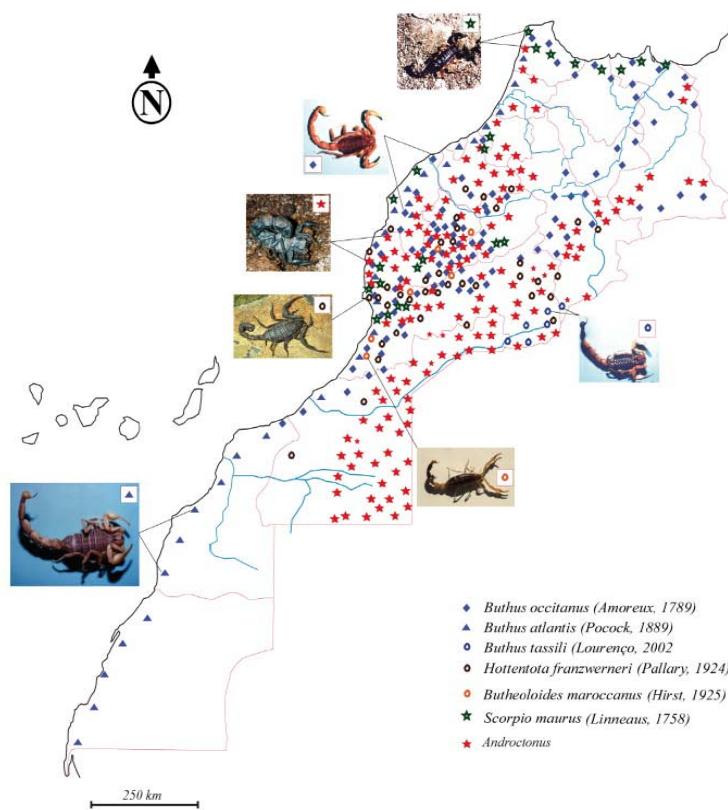 N
Buthus occitanus (Amoreux, 1789)
Buthus atlantis (Pocock, 1889)
Buthus tassili (Lourenço, 2002
Hottentota franzwerneri (Pallary, 1924)
Butheoloides maroccanus (Hirst, 1925)
Scorpio maurus (Linneaus, 1758)
Androctonus
250 km